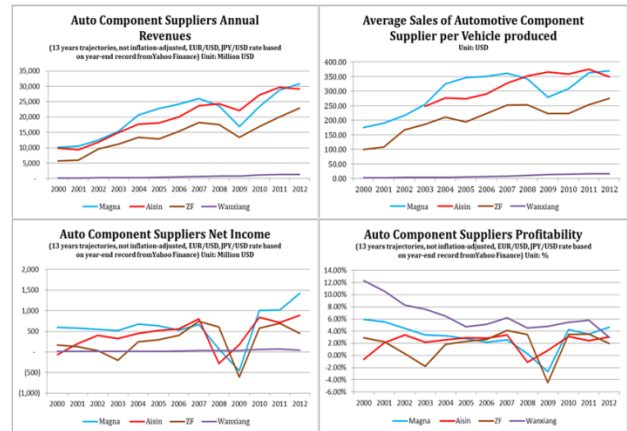 Auto Component Suppliers Annual
Revenues
(13 years trajectories, not inflation-adjusted, EUR/USD, JPY/USD rate based
on year-end record fromYahoo Finance) Unit: Million USD
35,000
30,000
25,000
20,000
15,000
10,000
5,000
-
2000 2001 2002 2003 2004 2005 2006 2007 2008 2009 2010 2011 2012
Magna Aisin ZF Wanxiang
Average Sales of Automotive Component
Supplier per Vehicle produced
Unit: USD
400.00
350.00
300.00
250.00
200.00
150.00
100.00
50.00
0.00
2000 2001 2002 2003 2004 2005 2006 2007 2008 2009 2010 2011 2012
Magna Aisin ZF Wanxiang
Auto Component Suppliers Net Income
(13 years trajectories, not inflation-adjusted, EUR/USD, JPY/USD rate based
on year-end record fromYahoo Finance) Unit: Million USD
2,000
1,500
1,000
500
-
(500)
(1,000)
2000 2001 2002 2003 2004 2005 2006 2007 2008 2009 2010 2011 2012
Magna Aisin ZF Wanxiang
Auto Component Suppliers Profitability
(13 years trajectories, not inflation-adjusted, EUR/USD, JPY/USD rate based
on year-end record fromYahoo Finance) Unit: %
14.00%
12.00%
10.00%
8.00%
6.00%
4.00%
2.00%
0.00%
-2.00%
-4.00%
-6.00%
2000 2001 2002 2003 2004 2005 2006 2007 2008 2009 2010 2011 2012
Magna Aisin ZF Wanxiang